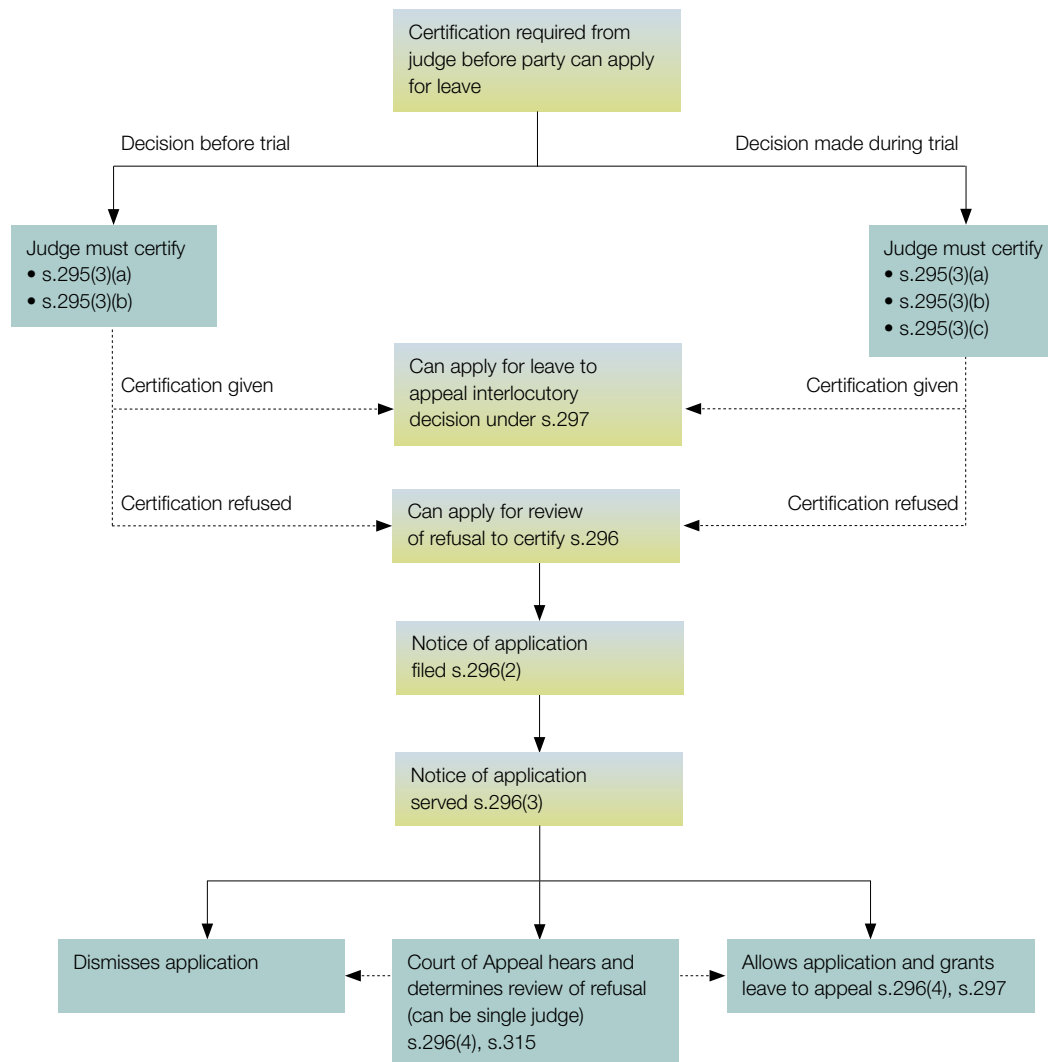 Certification required from
judge before party can apply
for leave
Decision before trial
Decision made during trial
Judge must certify
• s.295(3)(a)
• s.295(3)(b)
Judge must certify
• s.295(3)(a)
• s.295(3)(b)
• s.295(3)(c)
Certification given
Can apply for leave to
appeal interlocutory
decision under s.297
Certification given
Certification refused
Can apply for review
of refusal to certify s.296
Certification refused
Notice of application
filed s.296(2)
Notice of application
served s.296(3)
Dismisses application
Court of Appeal hears and
determines review of refusal
(can be single judge)
s.296(4), s.315
Allows application and grants
leave to appeal s.296(4), s.297